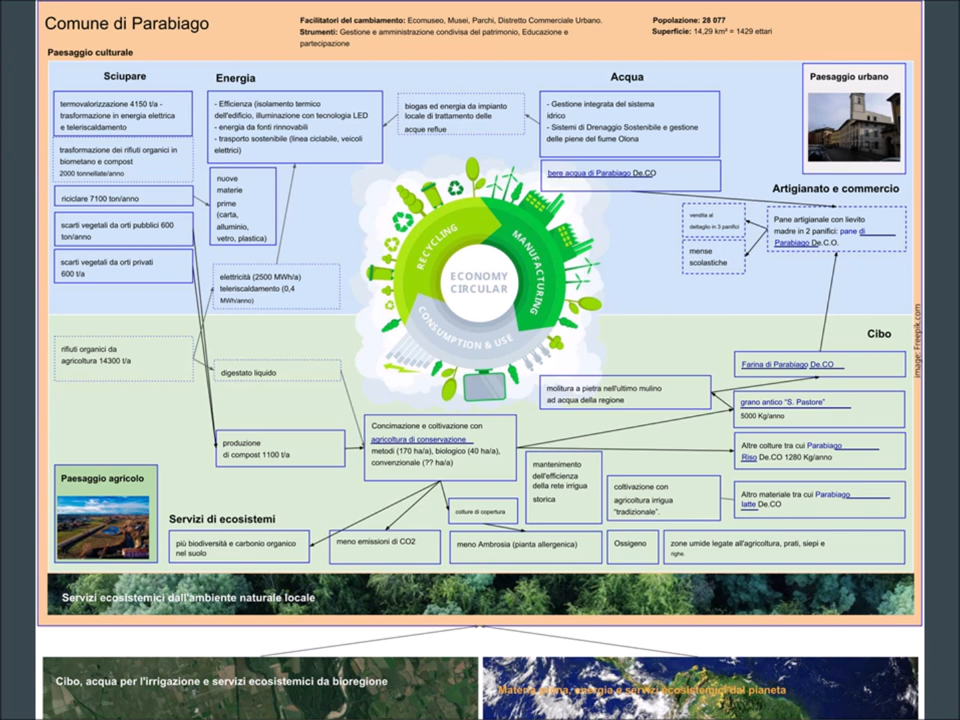 Comune di Parabiago
Facilitatori del cambiamento: Ecomuseo, Musei, Parchi, Distretto Commerciale Urbano.
Strumenti: Gestione e amministrazione condivisa del patrimonio, Educazione e
partecipazione
Popolazione: 28 077
Superficie: 14,29 km² = 1429 ettari
Paesaggio culturale
Sciupare
termovalorizzazione 4150 t/a -
trasformazione in energia elettrica
e teleriscaldamento
trasformazione dei rifiuti organici in
biometano e compost
2000 tonnellate/anno
riciclare 7100 ton/anno
scarti vegetali da orti pubblici 600
ton/anno
scarti vegetali da orti privati
600 t/a
Energia
- Efficienza (isolamento termico
dell'edificio, illuminazione con tecnologia LED
- energia da fonti rinnovabili
- trasporto sostenibile (linea ciclabile, veicoli
elettrici)
nuove
materie
prime
(carta,
alluminio,
vetro, plastica)
elettricità (2500 MWh/a)
teleriscaldamento (0,4
MWh/anno)
biogas ed energia da impianto
locale di trattamento delle
acque reflue
Acqua
- Gestione integrata del sistema
idrico
- Sistemi di Drenaggio Sostenibile e gestione
delle piene del fiume Olona
bere acqua di Parabiago De.CO
Paesaggio urbano
Artigianato e commercio
vendita al
dettaglio in 3 panifici
mense
scolastiche
Pane artigianale con lievito
madre in 2 panifici: pane di
Parabiago De.C.O.
RECYCLING
MANUFACTURING
CONSUMPTION & USE
ECONOMY
CIRCULAR
image: Freepik.com
rifiuti organici da
agricoltura 14300 t/a
digestato liquido
produzione
di compost 1100 t/a
Concimazione e coltivazione con
agricoltura di conservazione
metodi (170 ha/a), biologico (40 ha/a),
convenzionale (?? ha/a)
Cibo
Farina di Parabiago De.CO
molitura a pietra nell'ultimo mulino
ad acqua della regione
grano antico "S. Pastore"
5000 Kg/anno
Altre colture tra cui Parabiago
Riso De.CO 1280 Kg/anno
Altro materiale tra cui Parabiago
latte De.CO
mantenimento
dell'efficienza
della rete irrigua
storica
coltivazione con
agricoltura irrigua
"tradizionale".
Paesaggio agricolo
Servizi di ecosistemi
colture di copertura
più biodiversità e carbonio organico
nel suolo
meno emissioni di CO2
meno Ambrosia (pianta allergenica)
Ossigeno
zone umide legate all'agricoltura, prati, siepi e
righe.
Servizi ecosistemici dall'ambiente naturale locale
Cibo, acqua per l'irrigazione e servizi ecosistemici da bioregione
Materia prima, energia e servizi ecosistemici dal pianeta